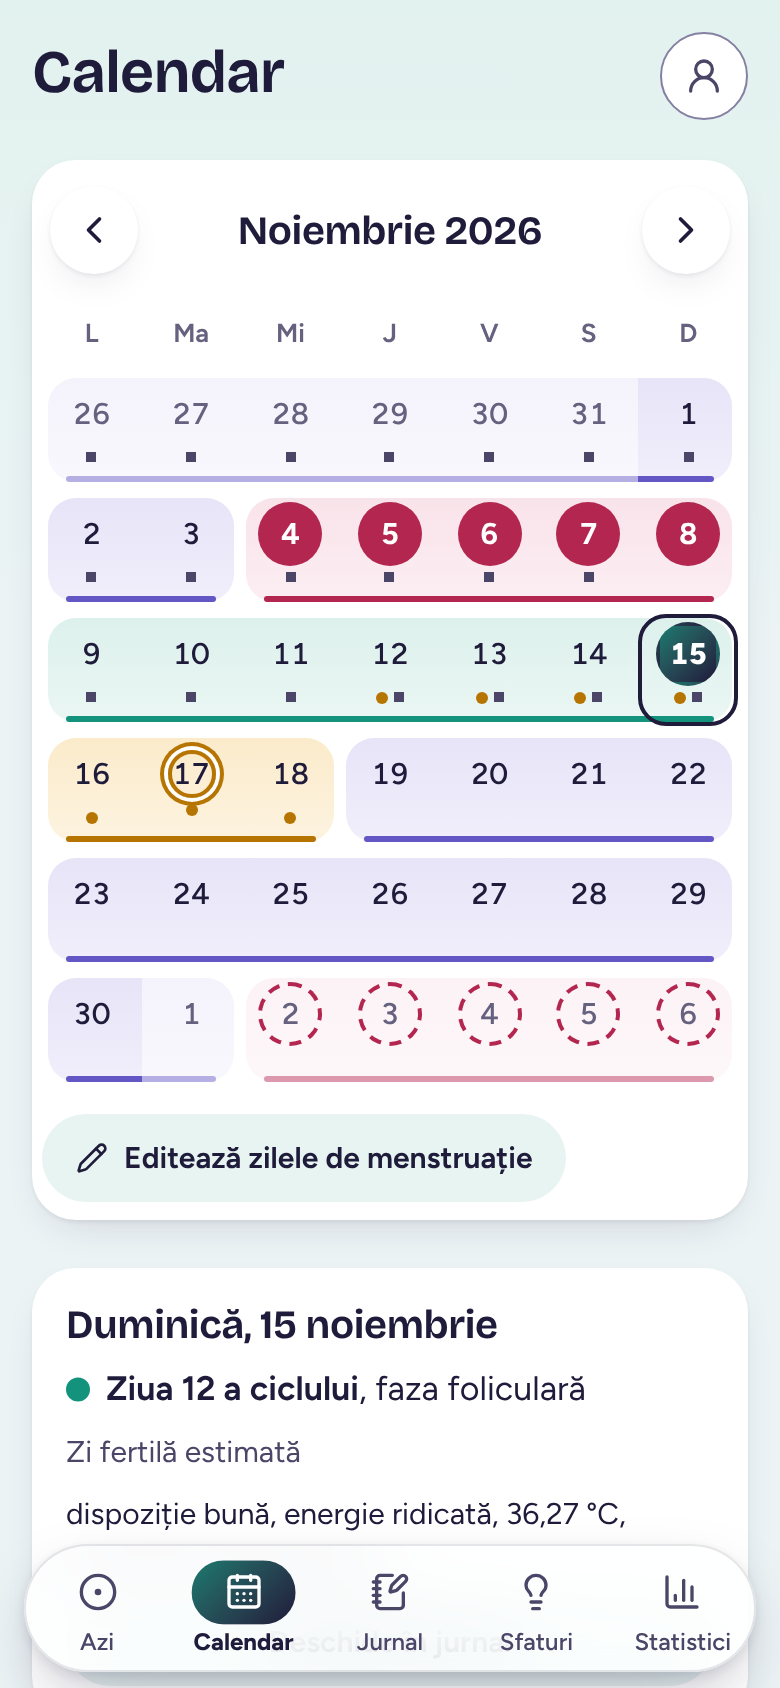 Calendar
Noiembrie 2026
L Ma Mi J V S D
26 27 28 29 30 31 1
2 3 4 5 6 7 8
9 10 11 12 13 14 15
16 17 18 19 20 21 22
23 24 25 26 27 28 29
30 1 2 3 4 5 6
Editează zilele de menstruație
Duminică, 15 noiembrie
Ziua 12 a ciclului, faza foliculară
Zi fertilă estimată
dispoziție bună, energie ridicată, 36,27 °C,
Azi Calendar Jurnal Sfaturi Statistici